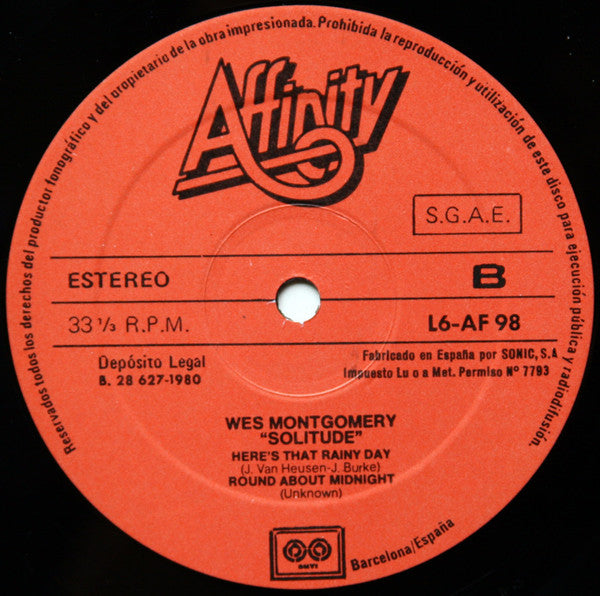 Reservados todos los derechos del productor fonográfico y del propietario de la obra impresionada. Prohibida la reproducción y utilización de este disco para ejecución pública y radiodifusión.
Affinity
S.G.A.E.
ESTEREO
B
33 ⅓ R.P.M.
L6-AF 98
Depósito Legal
B. 28 627-1980
Fabricado en España por SONIC, S.A
Impuesto Lu o a Met. Permiso Nº 7793
WES MONTGOMERY
"SOLITUDE"
HERE'S THAT RAINY DAY
(J. Van Heusen-J. Burke)
ROUND ABOUT MIDNIGHT
(Unknown)
Barcelona/España